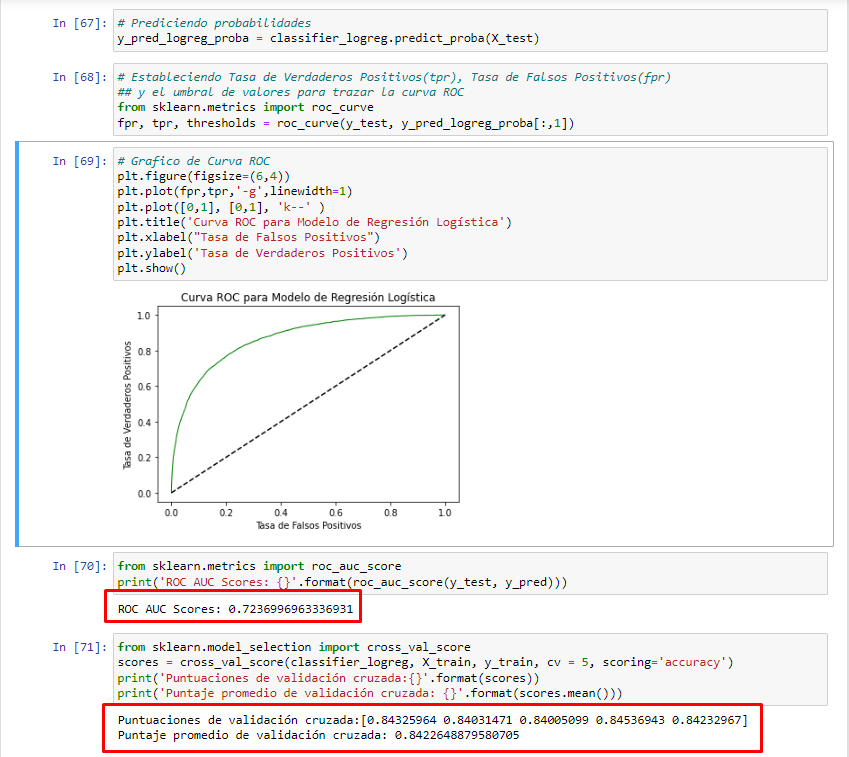 In [67]: # Prediciendo probabilidades
y_pred_logreg_proba = classifier_logreg.predict_proba(X_test)
In [68]: # Estableciendo Tasa de Verdaderos Positivos(tpr), Tasa de Falsos Positivos(fpr)
## y el umbral de valores para trazar la curva ROC
from sklearn.metrics import roc_curve
fpr, tpr, thresholds = roc_curve(y_test, y_pred_logreg_proba[:,1])
In [69]: # Grafico de Curva ROC
plt.figure(figsize=(6,4))
plt.plot(fpr,tpr,'-g',linewidth=1)
plt.plot([0,1], [0,1], 'k--' )
plt.title('Curva ROC para Modelo de Regresión Logística')
plt.xlabel("Tasa de Falsos Positivos")
plt.ylabel('Tasa de Verdaderos Positivos')
plt.show()
Curva ROC para Modelo de Regresión Logística
Tasa de Verdaderos Positivos
1.0
0.8
0.6
0.4
0.2
0.0
0.0 0.2 0.4 0.6 0.8 1.0
Tasa de Falsos Positivos
In [70]: from sklearn.metrics import roc_auc_score
print('ROC AUC Scores: {}'.format(roc_auc_score(y_test, y_pred)))
ROC AUC Scores: 0.7236996963336931
In [71]: from sklearn.model_selection import cross_val_score
scores = cross_val_score(classifier_logreg, X_train, y_train, cv = 5, scoring='accuracy')
print('Puntuaciones de validación cruzada:{}'.format(scores))
print('Puntaje promedio de validación cruzada: {}'.format(scores.mean()))
Puntuaciones de validación cruzada:[0.84325964 0.84031471 0.84005099 0.84536943 0.84232967]
Puntaje promedio de validación cruzada: 0.8422648879580705